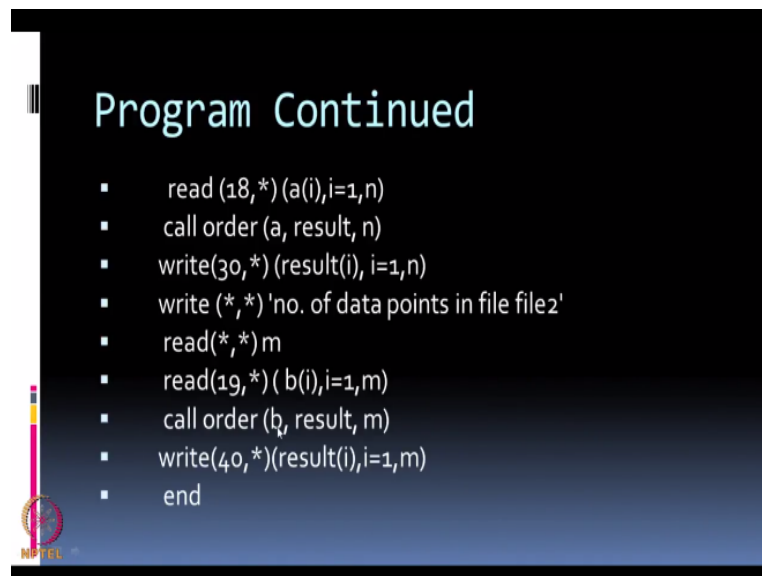 Program Continued
read (18,*) (a(i),i=1,n)
call order (a, result, n)
write(30,*) (result(i), i=1,n)
write (*,*) 'no. of data points in file file2'
read(*,*) m
read(19,*) ( b(i),i=1,m)
call order (b, result, m)
write(40,*)(result(i),i=1,m)
end
NPTEL